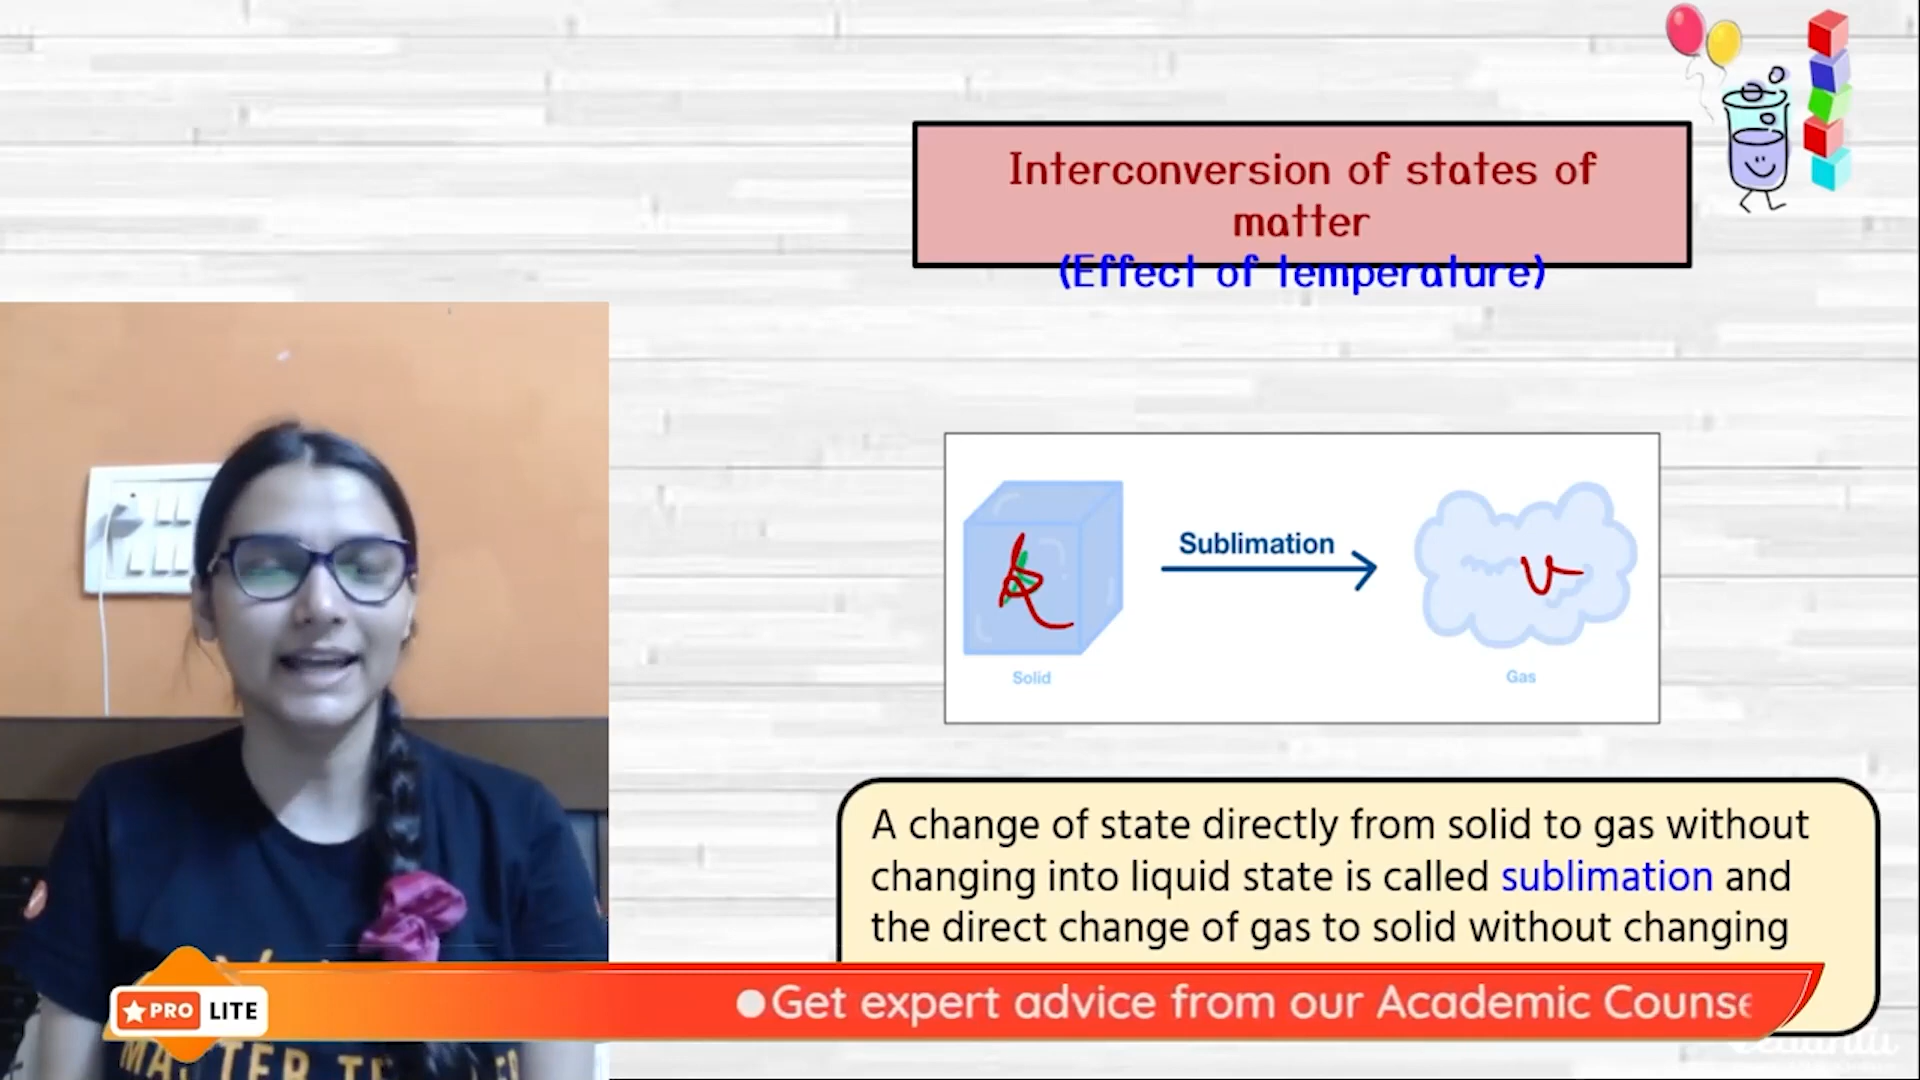 Interconversion of states of
matter
(Effect of temperature)
Sublimation
Solid
Gas
A change of state directly from solid to gas without
changing into liquid state is called sublimation and
the direct change of gas to solid without changing
PRO LITE
Get expert advice from our Academic Counse
MATTER